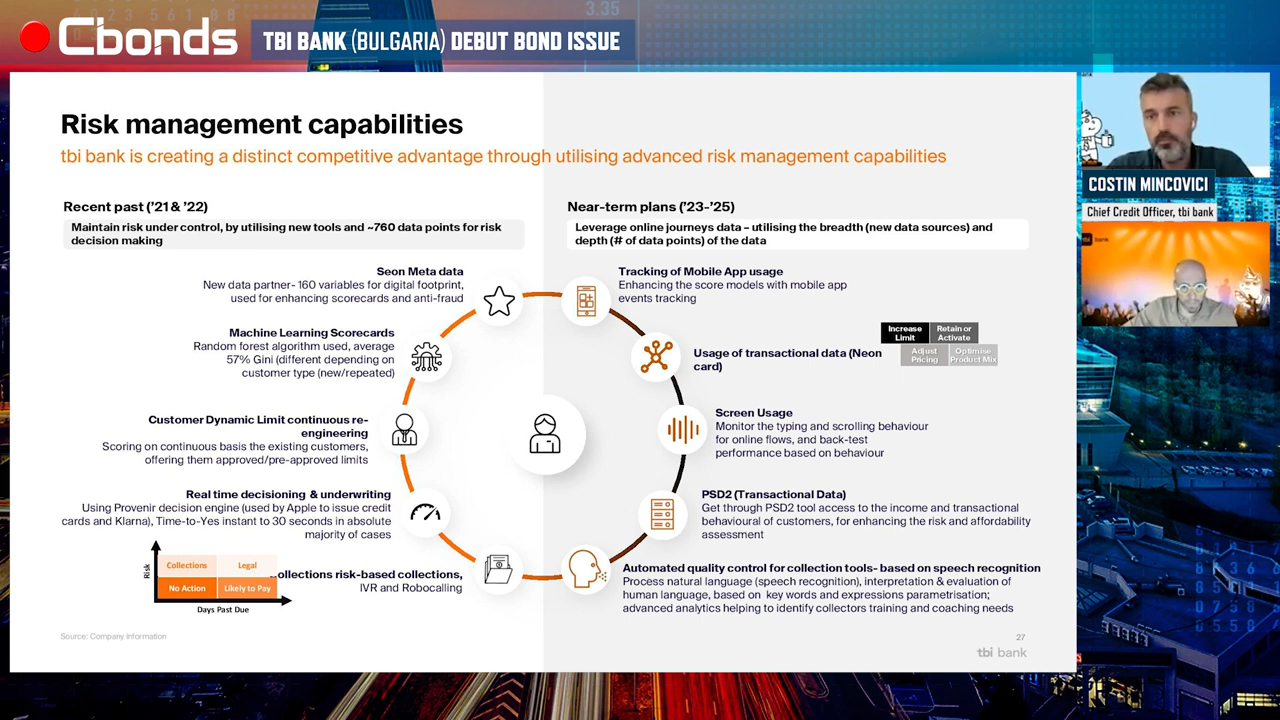 Cbonds
TBI BANK (BULGARIA) DEBUT BOND ISSUE
3.35
Risk management capabilities
tbi bank is creating a distinct competitive advantage through utilising advanced risk management capabilities
Recent past ('21 & '22)
Maintain risk under control, by utilising new tools and ~760 data points for risk
decision making
Seon Meta data
New data partner- 160 variables for digital footprint,
used for enhancing scorecards and anti-fraud
Machine Learning Scorecards
Random forest algorithm used, average
57% Gini (different depending on
customer type (new/repeated)
Customer Dynamic Limit continuous re-
engineering
Scoring on continuous basis the existing customers,
offering them approved/pre-approved limits
Real time decisioning & underwriting
Using Provenir decision engine (used by Apple to issue credit
cards and Klarna), Time-to-Yes instant to 30 seconds in absolute
majority of cases
ollections risk-based collections,
IVR and Robocalling
Risk
Collections
Legal
No Action
Likely to Pay
Days Past Due
Near-term plans ('23-'25)
Leverage online journeys data – utilising the breadth (new data sources) and
depth (# of data points) of the data
Tracking of Mobile App usage
Enhancing the score models with mobile app
events tracking
Usage of transactional data (Neon
card)
Increase
Limit
Retain or
Activate
Adjust
Pricing
Optimise
Product Mix
Screen Usage
Monitor the typing and scrolling behaviour
for online flows, and back-test
performance based on behaviour
PSD2 (Transactional Data)
Get through PSD2 tool access to the income and transactional
behavioural of customers, for enhancing the risk and affordability
assessment
Automated quality control for collection tools- based on speech recognition
Process natural language (speech recognition), interpretation & evaluation of
human language, based on key words and expressions parametrisation;
advanced analytics helping to identify collectors training and coaching needs
Source: Company information
27
tbi bank
COSTIN MINCOVICI
Chief Credit Officer, tbi bank